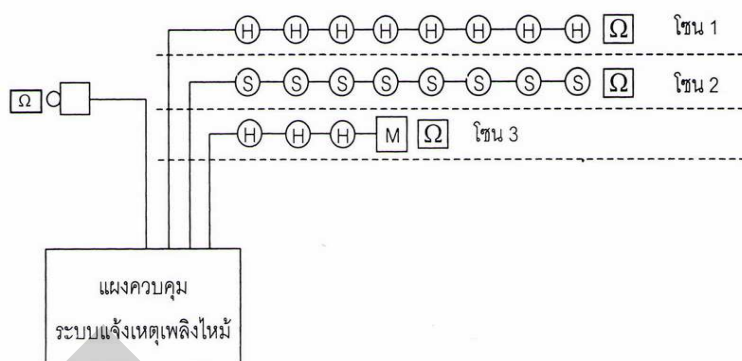 H H H H H H H H Ω โซน 1
S S S S S S S S Ω โซน 2
Ω
H H H M Ω โซน 3
แผงควบคุม
ระบบแจ้งเหตุเพลิงไหม้